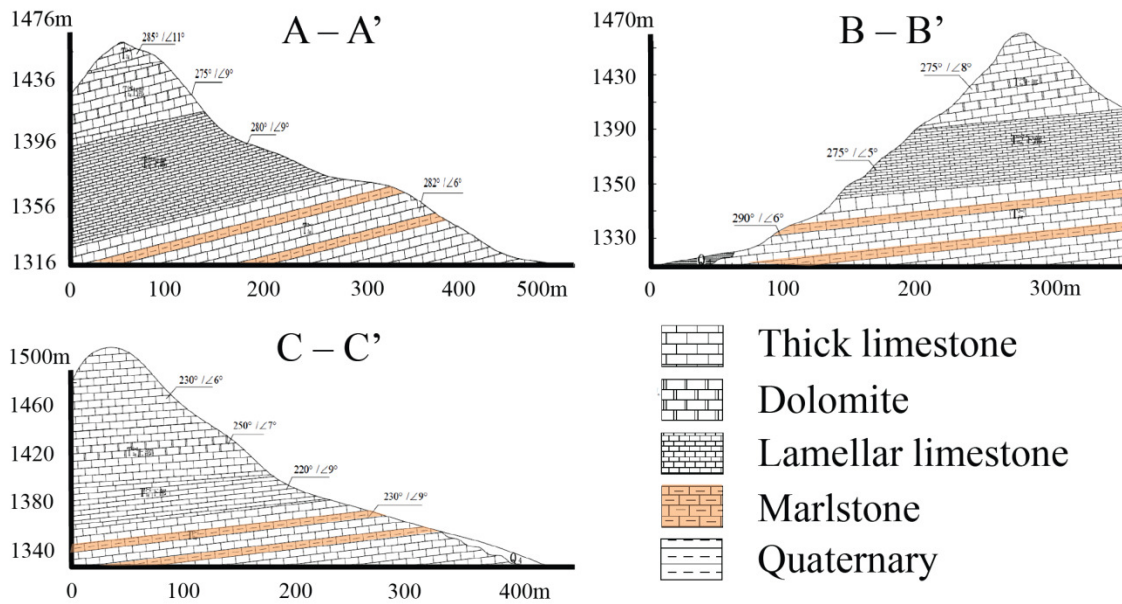 A – A'
1476m
1436
1396
1356
1316
0 100 200 300 400 500m
285° /∠11°
275° /∠9°
280° /∠9°
282° /∠6°
B – B'
1470m
1430
1390
1350
1330
0 100 200 300m
275° /∠8°
275° /∠5°
290° /∠6°
C – C'
1500m
1460
1420
1380
1340
0 100 200 300 400m
230° /∠6°
250° /∠7°
220° /∠9°
230° /∠9°
Thick limestone
Dolomite
Lamellar limestone
Marlstone
Quaternary